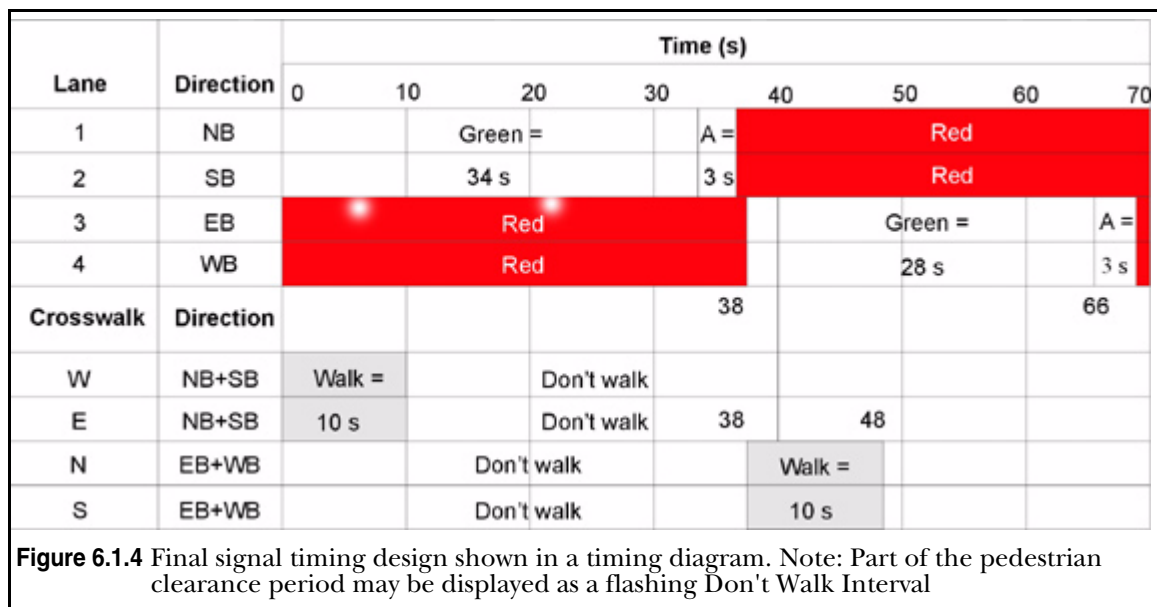 Time (s)
Lane Direction 0 10 20 30 40 50 60 70
1 NB Green = A = Red
2 SB 34 s 3 s Red
3 EB Red Green = A =
4 WB Red 28 s 3 s
Crosswalk Direction 38 66
W NB+SB Walk = Don't walk
E NB+SB 10 s Don't walk 38 48
N EB+WB Don't walk Walk =
S EB+WB Don't walk 10 s
Figure 6.1.4 Final signal timing design shown in a timing diagram. Note: Part of the pedestrian
clearance period may be displayed as a flashing Don't Walk Interval